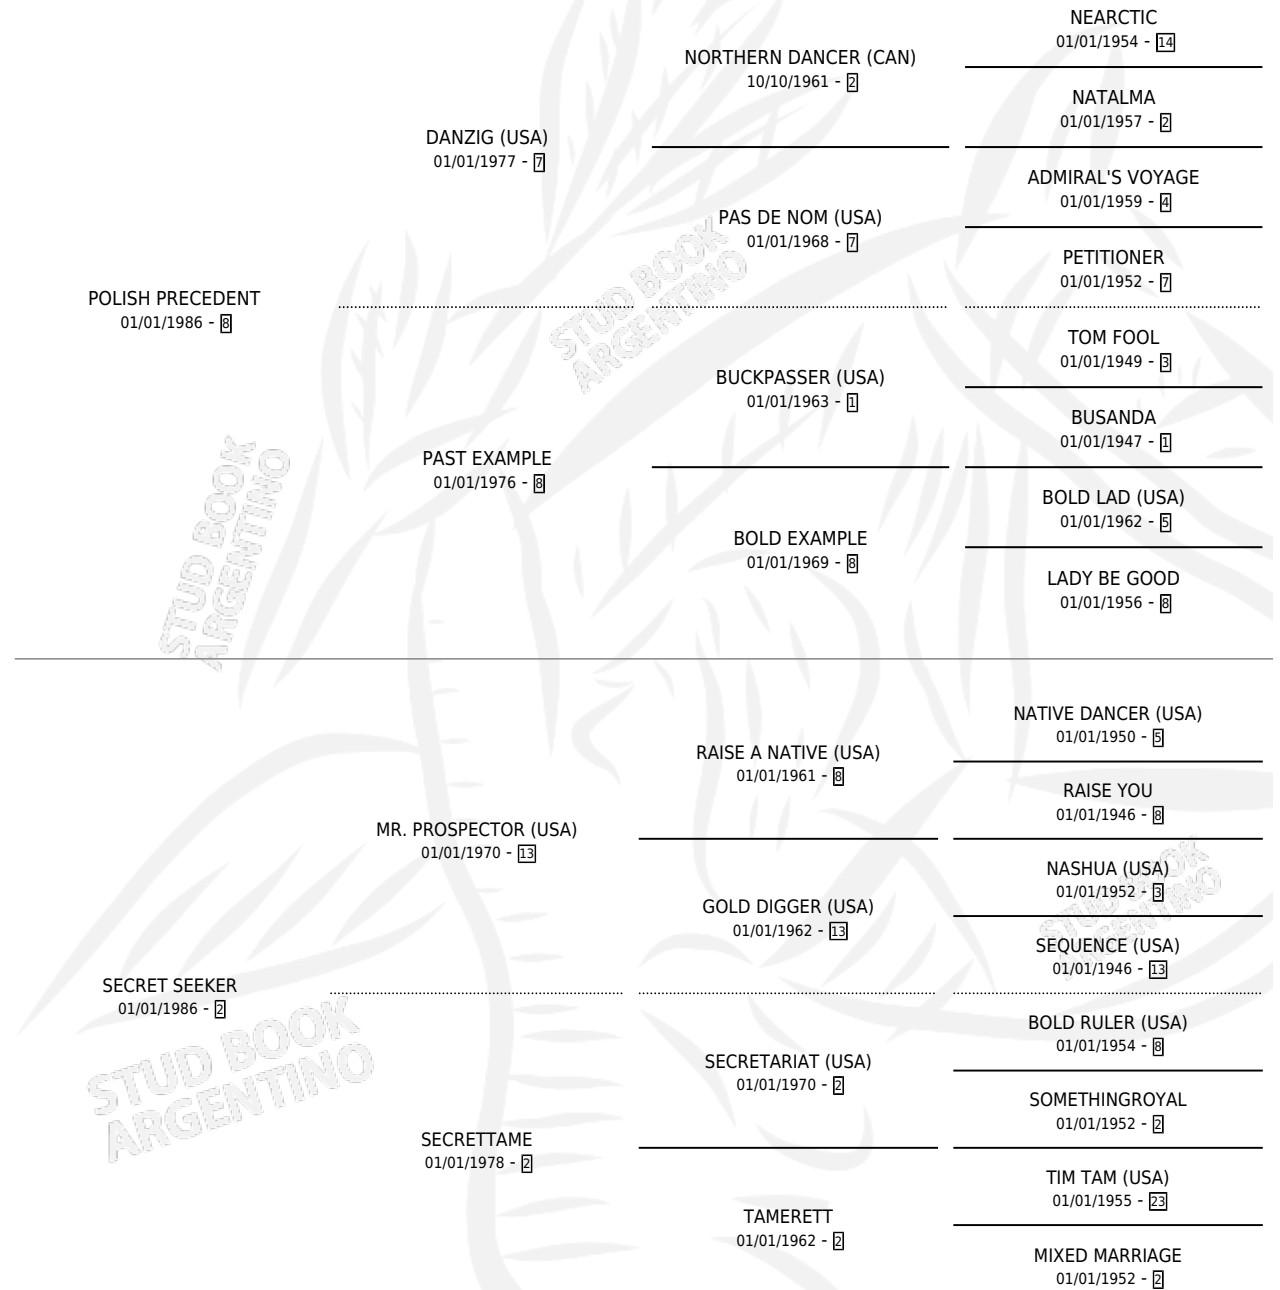 NEARCTIC
01/01/1954 - 14
NORTHERN DANCER (CAN)
10/10/1961 - 2
NATALMA
01/01/1957 - 2
DANZIG (USA)
01/01/1977 - 7
ADMIRAL'S VOYAGE
01/01/1959 - 4
PAS DE NOM (USA)
01/01/1968 - 7
PETITIONER
01/01/1952 - 7
POLISH PRECEDENT
01/01/1986 - 8
STUD BOOK
ARGENTINO
TOM FOOL
01/01/1949 - 3
BUCKPASSER (USA)
01/01/1963 - 1
BUSANDA
01/01/1947 - 1
PAST EXAMPLE
01/01/1976 - 8
BOLD LAD (USA)
01/01/1962 - 5
BOLD EXAMPLE
01/01/1969 - 8
LADY BE GOOD
01/01/1956 - 8
STUD BOOK
ARGENTINO
NATIVE DANCER (USA)
01/01/1950 - 5
RAISE A NATIVE (USA)
01/01/1961 - 8
RAISE YOU
01/01/1946 - 8
MR. PROSPECTOR (USA)
01/01/1970 - 13
NASHUA (USA)
01/01/1952 - 3
GOLD DIGGER (USA)
01/01/1962 - 13
SEQUENCE (USA)
01/01/1946 - 13
STUD BOOK
ARGENTINO
SECRET SEEKER
01/01/1986 - 2
BOLD RULER (USA)
01/01/1954 - 8
SECRETARIAT (USA)
01/01/1970 - 2
SOMETHINGROYAL
01/01/1952 - 2
STUD BOOK
ARGENTINO
SECRETTAME
01/01/1978 - 2
TIM TAM (USA)
01/01/1955 - 23
TAMERETT
01/01/1962 - 2
MIXED MARRIAGE
01/01/1952 - 2